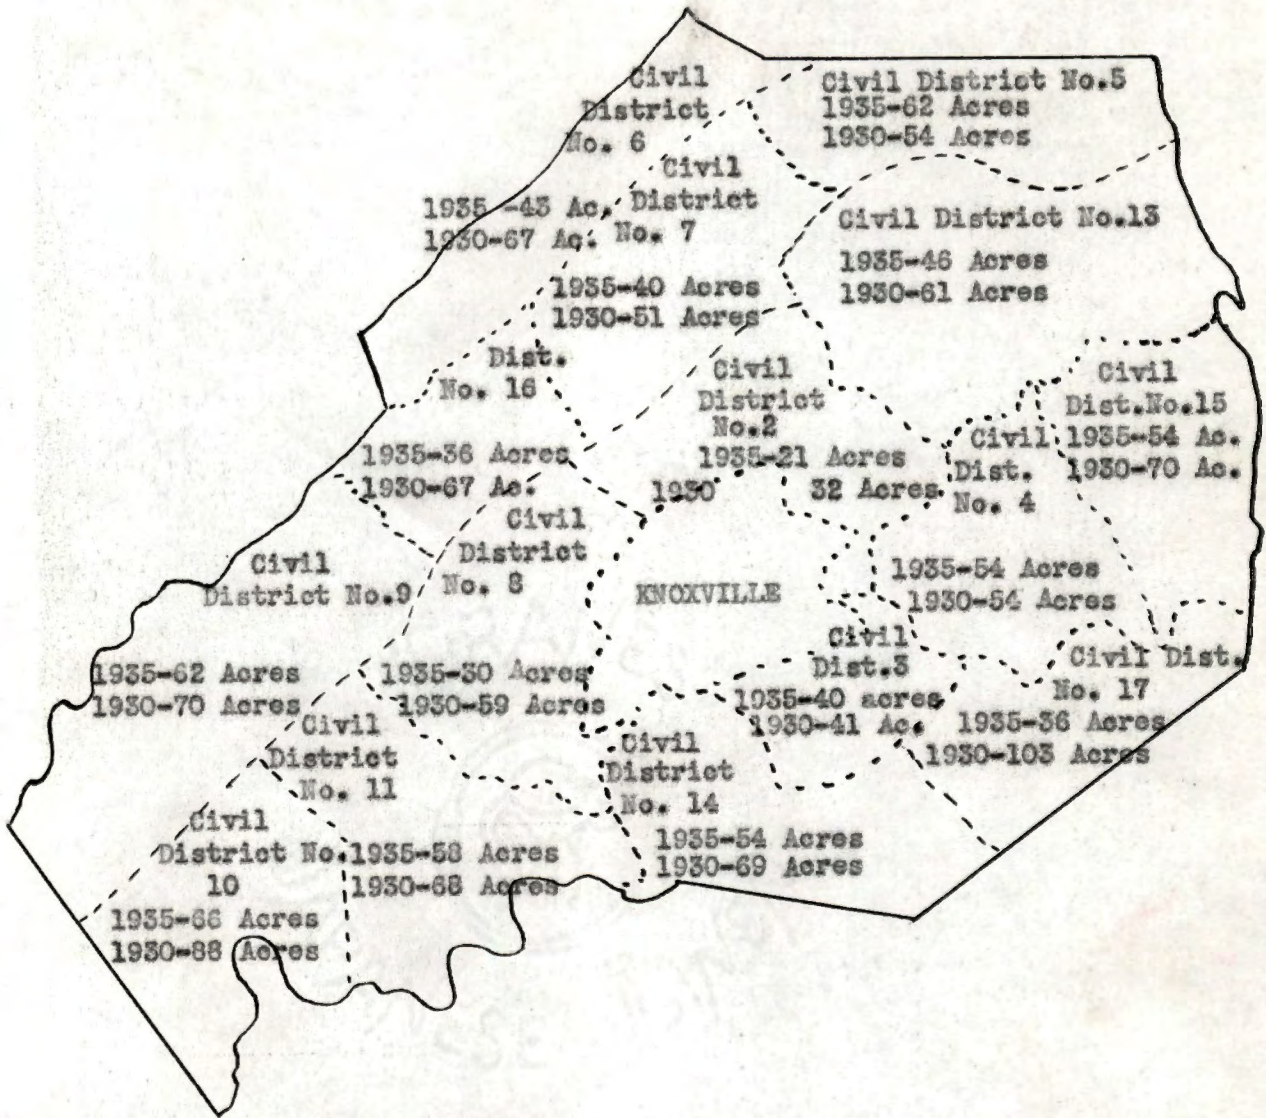 Civil
District
No. 6
1935 -43 Ac.
1930-67 Ac.
Civil District No.5
1935-62 Acres
1930-54 Acres
Civil
District
No. 7
1935-40 Acres
1930-51 Acres
Civil District No.13
1935-46 Acres
1930-61 Acres
Dist.
No. 16
1935-36 Acres
1930-67 Ac.
Civil
District
No.2
1935-21 Acres
1930 32 Acres
Civil
Dist.No.15
1935-54 Ac.
1930-70 Ac.
Civil
Dist.
No. 4
1935-54 Acres
1930-54 Acres
Civil
District No.9
1935-62 Acres
1930-70 Acres
Civil
District
No. 8
1935-30 Acres
1930-59 Acres
KNOXVILLE
Civil
Dist.3
1935-40 acres
1930-41 Ac.
Civil Dist.
No. 17
1935-36 Acres
1930-103 Acres
Civil
District
No. 11
1935-58 Acres
1930-68 Acres
Civil
District
No. 14
1935-54 Acres
1930-69 Acres
Civil
District No.
10
1935-66 Acres
1930-88 Acres